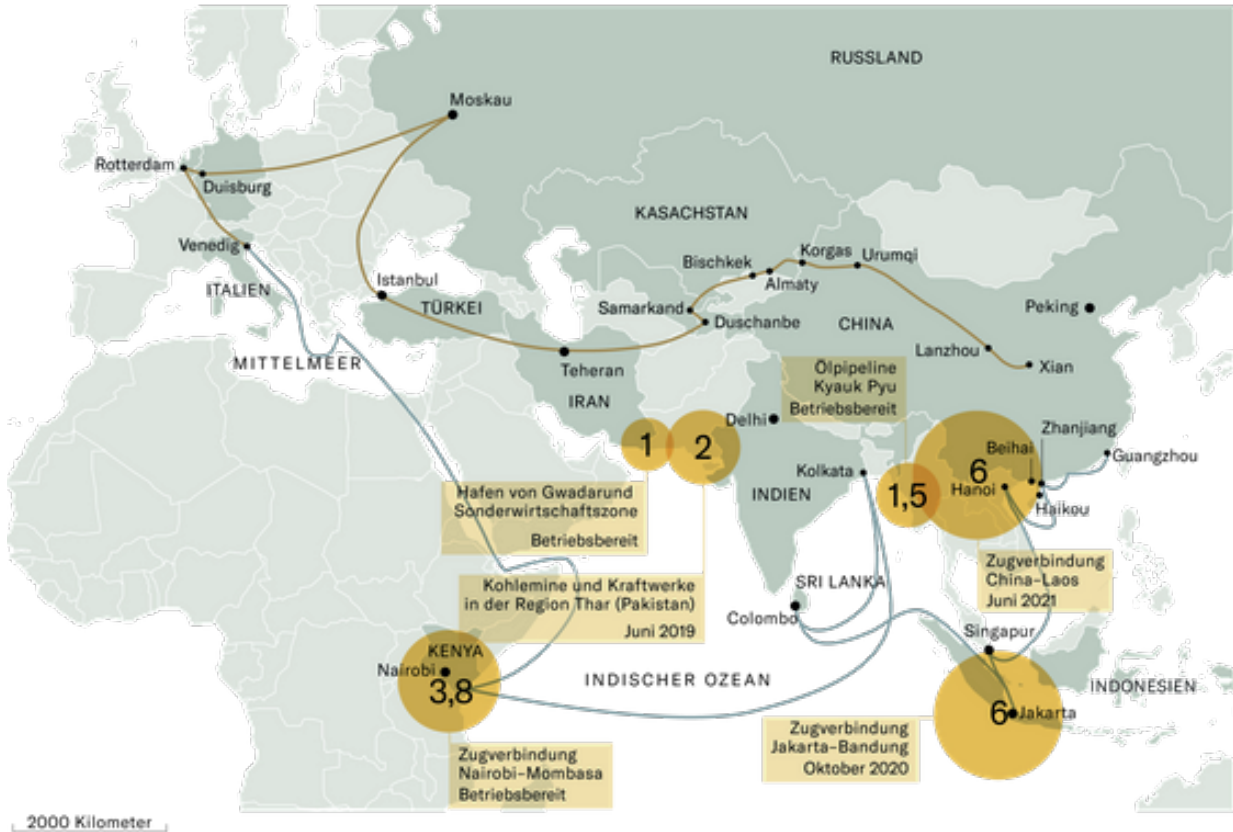 RUSSLAND
Moskau
Rotterdam
Duisburg
KASACHSTAN
Venedig
Bischkek
Korgas
Urumqi
Almaty
Istanbul
ITALIEN
TÜRKEI
Samarkand
Duschanbe
Peking
CHINA
MITTELMEER
Teheran
Lanzhou
Xian
Ölpipeline
Kyauk Pyu
Betriebsbereit
IRAN
Delhi
1
2
Zhanjiang
Beihai
Guangzhou
6
Hanoi
Kolkata
INDIEN
1,5
Haikou
Hafen von Gwadarund
Sonderwirtschaftszone
Betriebsbereit
Zugverbindung
China-Laos
Juni 2021
Kohlemine und Kraftwerke
in der Region Thar (Pakistan)
Juni 2019
SRI LANKA
Colombo
Singapur
KENYA
Nairobi
3,8
INDISCHER OZEAN
INDONESIEN
6
Jakarta
Zugverbindung
Jakarta-Bandung
Oktober 2020
Zugverbindung
Nairobi-Mombasa
Betriebsbereit
2000 Kilometer